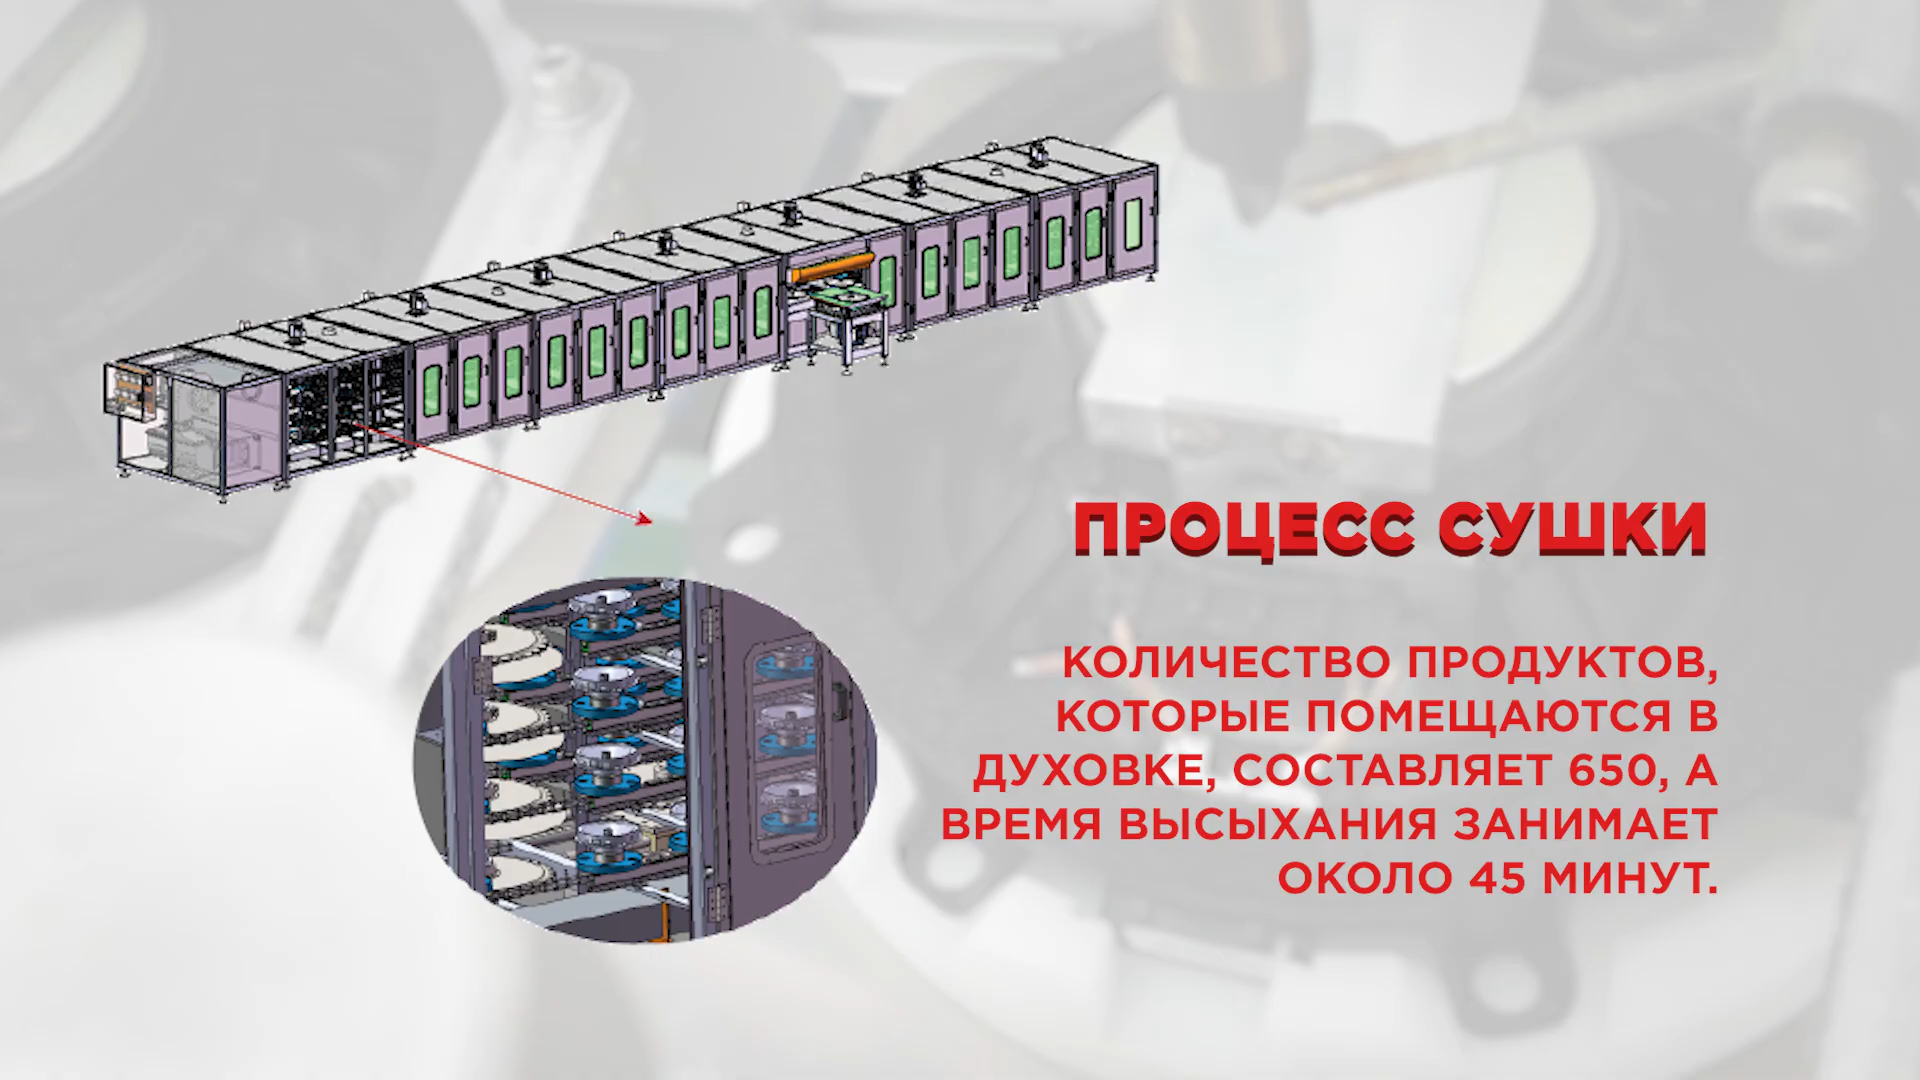 ПРОЦЕСС СУШКИ
КОЛИЧЕСТВО ПРОДУКТОВ,
КОТОРЫЕ ПОМЕЩАЮТСЯ В
ДУХОВКЕ, СОСТАВЛЯЕТ 650, А
ВРЕМЯ ВЫСЫХАНИЯ ЗАНИМАЕТ
ОКОЛО 45 МИНУТ.